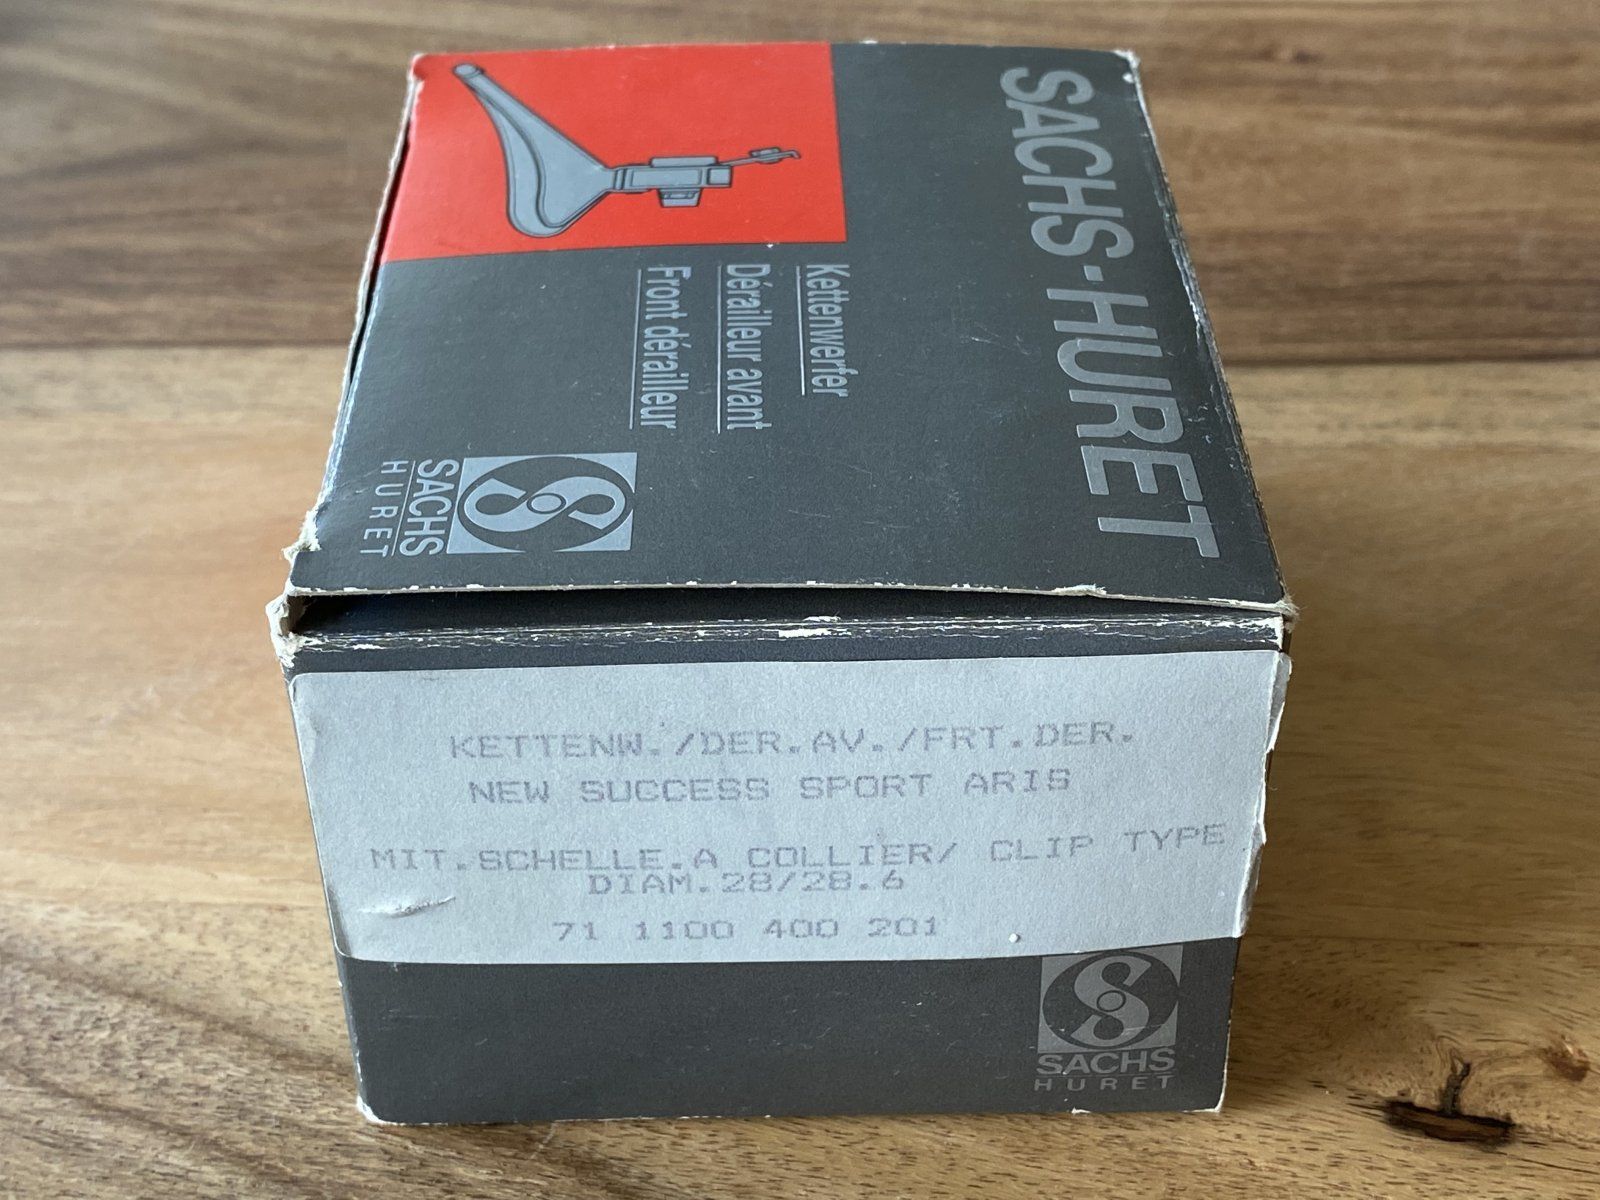 SACHS-HURET
Kettenwerfer
Dérailleur avant
Front dérailleur
SACHS
HURET
KETTENW./DER.AV./FRT.DER.
NEW SUCCESS SPORT ARIS
MIT.SCHELLE.A COLLIER/ CLIP TYPE
DIAM.28/28.6
71 1100 400 201
SACHS
HURET